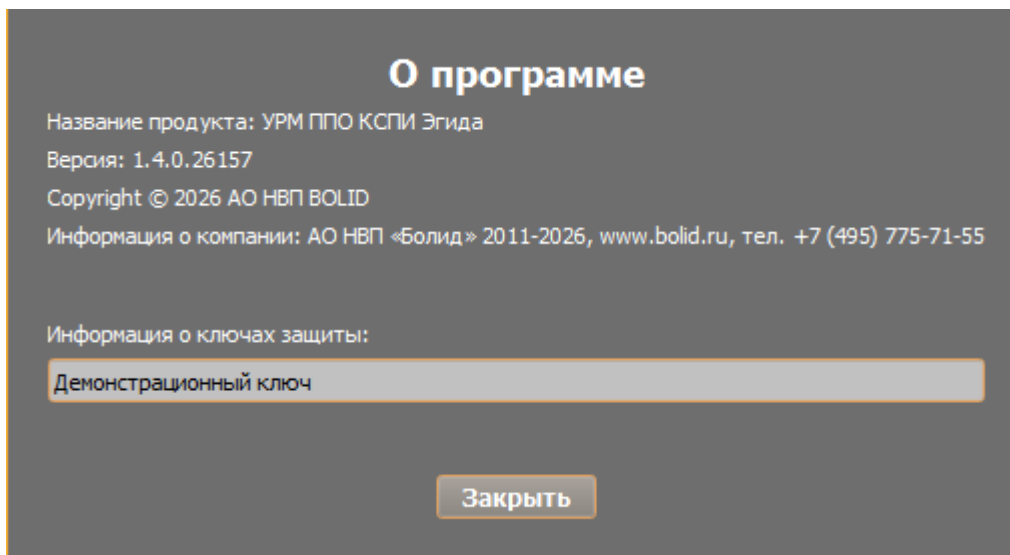 О программе
Название продукта: УРМ ППО КСПИ Эгида
Версия: 1.4.0.26157
Copyright © 2026 АО НВП BOLID
Информация о компании: АО НВП «Болид» 2011-2026, www.bolid.ru, тел. +7 (495) 775-71-55
Информация о ключах защиты:
Демонстрационный ключ
Закрыть